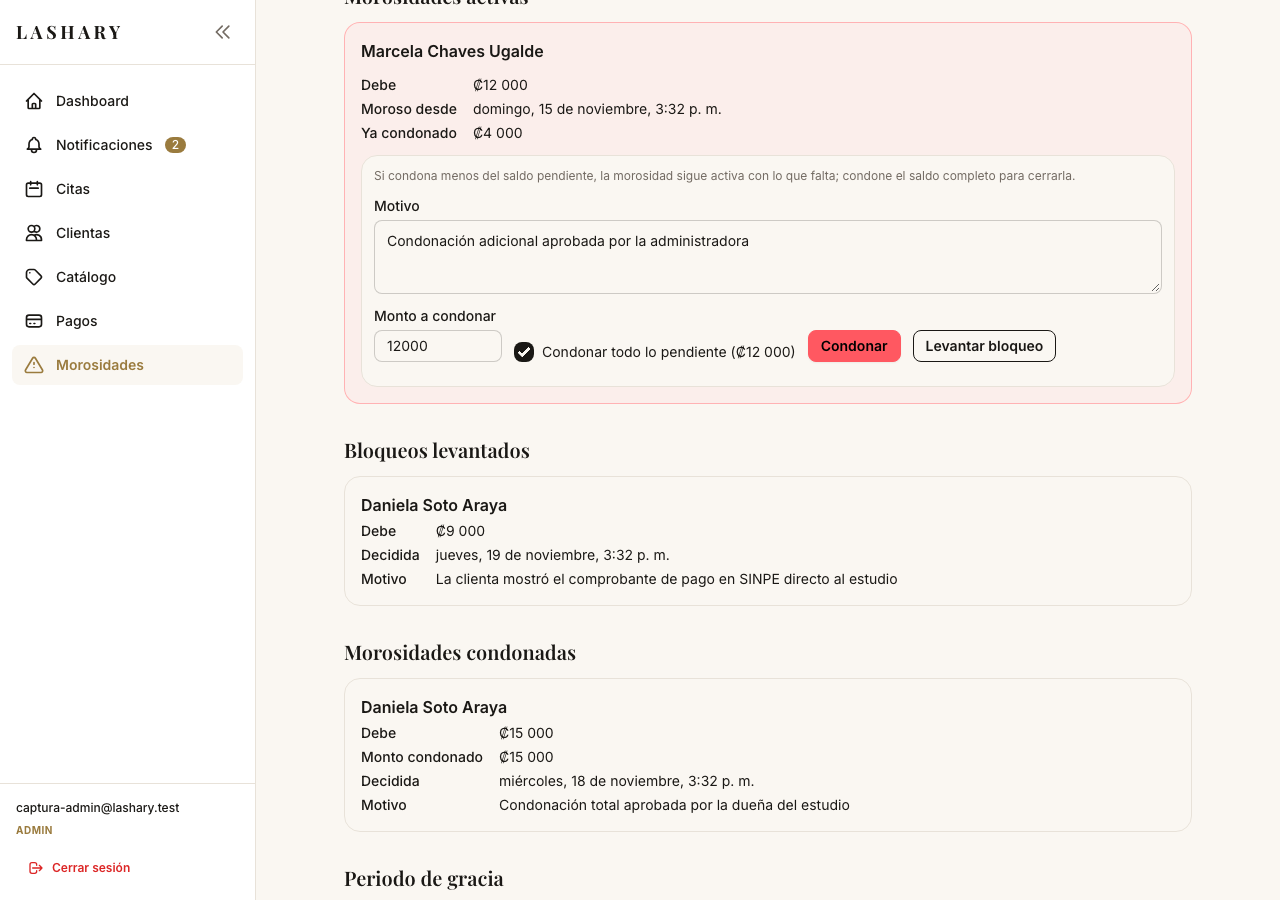 LASHARY
Dashboard
Notificaciones 2
Citas
Clientas
Catálogo
Pagos
Morosidades
captura-admin@lashary.test
ADMIN
Cerrar sesión
Morosidades activas
Marcela Chaves Ugalde
Debe ₡12 000
Moroso desde domingo, 15 de noviembre, 3:32 p. m.
Ya condonado ₡4 000
Si condona menos del saldo pendiente, la morosidad sigue activa con lo que falta; condone el saldo completo para cerrarla.
Motivo
Condonación adicional aprobada por la administradora
Monto a condonar
12000 Condonar todo lo pendiente (₡12 000) Condonar Levantar bloqueo
Bloqueos levantados
Daniela Soto Araya
Debe ₡9 000
Decidida jueves, 19 de noviembre, 3:32 p. m.
Motivo La clienta mostró el comprobante de pago en SINPE directo al estudio
Morosidades condonadas
Daniela Soto Araya
Debe ₡15 000
Monto condonado ₡15 000
Decidida miércoles, 18 de noviembre, 3:32 p. m.
Motivo Condonación total aprobada por la dueña del estudio
Periodo de gracia